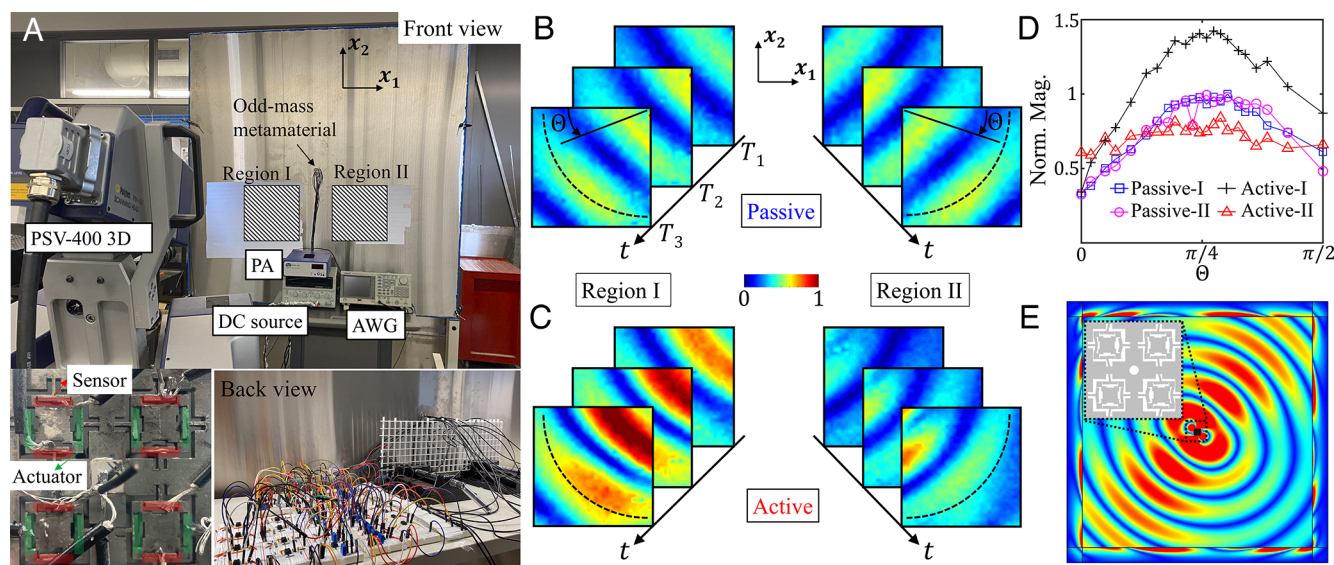 A
Front view
x₂
x₁
Odd-mass
metamaterial
Region I
Region II
PSV-400 3D
PA
DC source
AWG
Sensor
Actuator
Back view
B
x₂
x₁
Θ
Θ
T₁
T₂
T₃
t
t
Passive
Region I
0
1
Region II
C
t
t
Active
D
Norm. Mag.
1.5
1
0.5
Passive-I
Active-I
Passive-II
Active-II
0
π/4
π/2
Θ
E